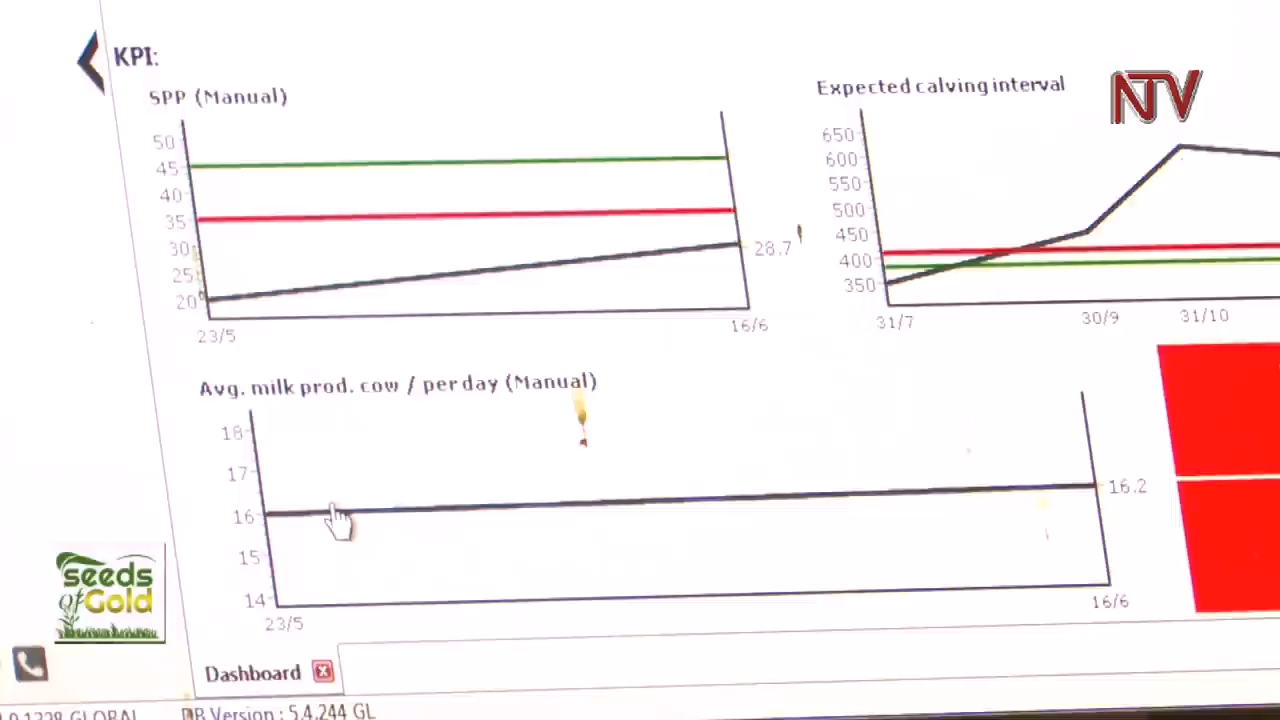 KPI:
NTV
SPP (Manual)
50
45
40
35
30
25
20
28.7
23/5
16/6
Expected calving interval
650
600
550
500
450
400
350
31/7
30/9
31/10
Avg. milk prod. cow / per day (Manual)
18
17
16
15
14
16.2
23/5
16/6
seeds
of Gold
Dashboard
GLOBAL
DB Version : 5.4.244 GL